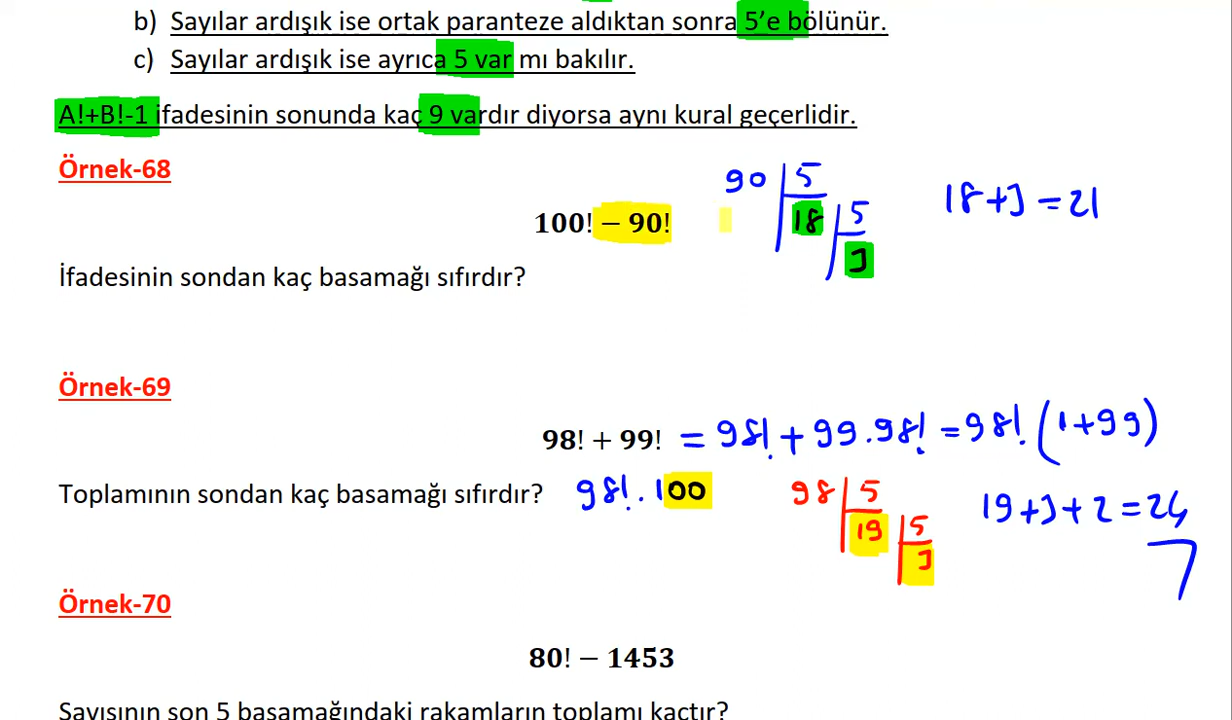 b) Sayılar ardışık ise ortak paranteze aldıktan sonra 5'e bölünür.
c) Sayılar ardışık ise ayrıca 5 var mı bakılır.
A!+B!-1 ifadesinin sonunda kaç 9 vardır diyorsa aynı kural geçerlidir.
Örnek-68
90 | 5
100! − 90!
18 | 5
3
18+3=21
İfadesinin sondan kaç basamağı sıfırdır?
Örnek-69
98! + 99! = 98! + 99.98! = 98! (1+99)
Toplamının sondan kaç basamağı sıfırdır? 98!.100
98 | 5
19 | 5
3
19+3+2=24
Örnek-70
80! − 1453
Sayısının son 5 basamağındaki rakamların toplamı kaçtır?